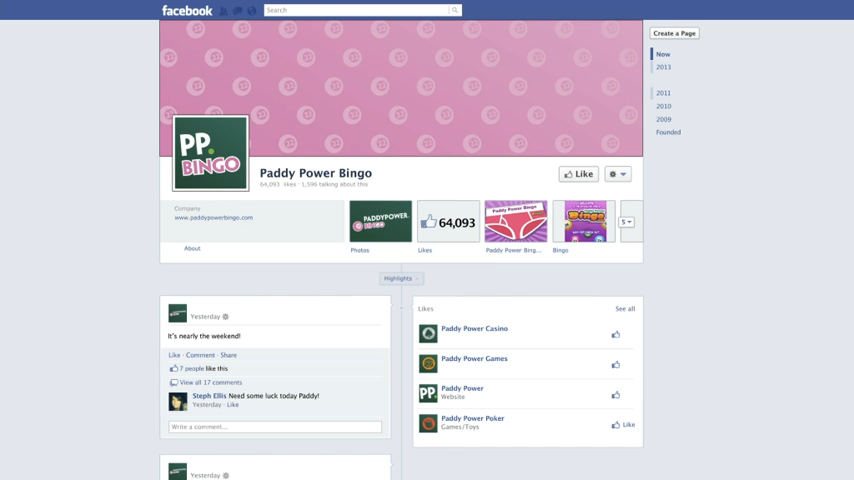 facebook
Search
Create a Page
Now
2013
2011
2010
2009
Founded
PP.
BINGO
Paddy Power Bingo
64,093 likes · 1,596 talking about this
Like
Company
www.paddypowerbingo.com
About
PADDYPOWER.
BINGO
Photos
64,093
Likes
Paddy Power Bingo
Paddy Power Bing...
Bingo
Bingo
5
Highlights
Yesterday
It's nearly the weekend!
Like · Comment · Share
7 people like this
View all 17 comments
Steph Ellis Need some luck today Paddy!
Yesterday · Like
Write a comment...
Yesterday
Likes
See all
Paddy Power Casino
Paddy Power Games
PP.
Paddy Power
Website
Paddy Power Poker
Games/Toys
Like